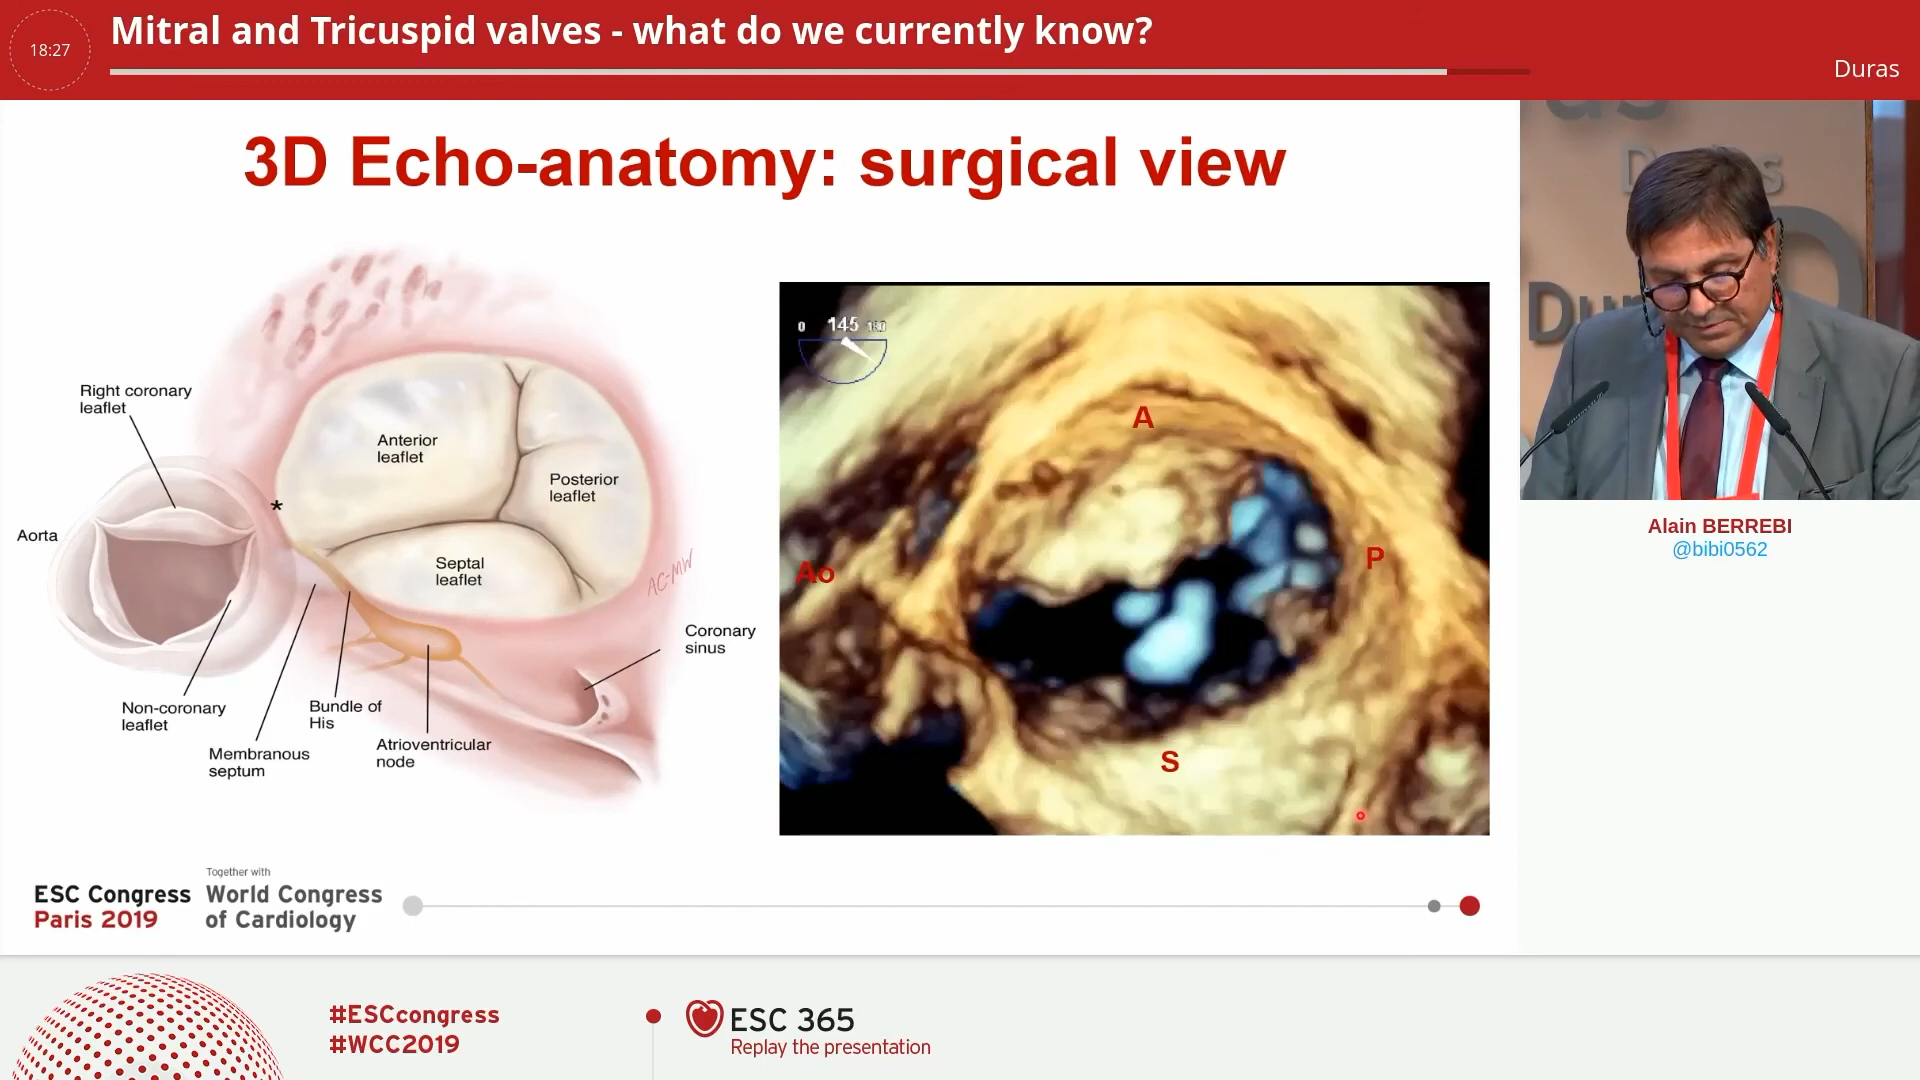 18:27
Mitral and Tricuspid valves - what do we currently know?
Duras
3D Echo-anatomy: surgical view
Right coronary
leaflet
Anterior
leaflet
Posterior
leaflet
*
Aorta
Septal
leaflet
AC-MW
Coronary
sinus
Non-coronary
leaflet
Bundle of
His
Membranous
septum
Atrioventricular
node
0 145 180
A
Ao
P
S
Duras
Alain BERREBI
@bibi0562
ESC Congress
Paris 2019
Together with
World Congress
of Cardiology
#ESCcongress
#WCC2019
ESC 365
Replay the presentation